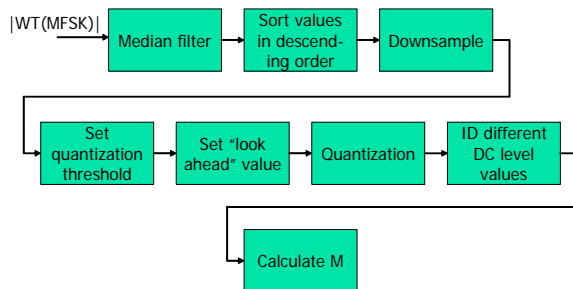 |WT(MFSK)|
Median filter
Sort values
in descend-
ing order
Downsample
Set
quantization
threshold
Set "look
ahead" value
Quantization
ID different
DC level
values
Calculate M